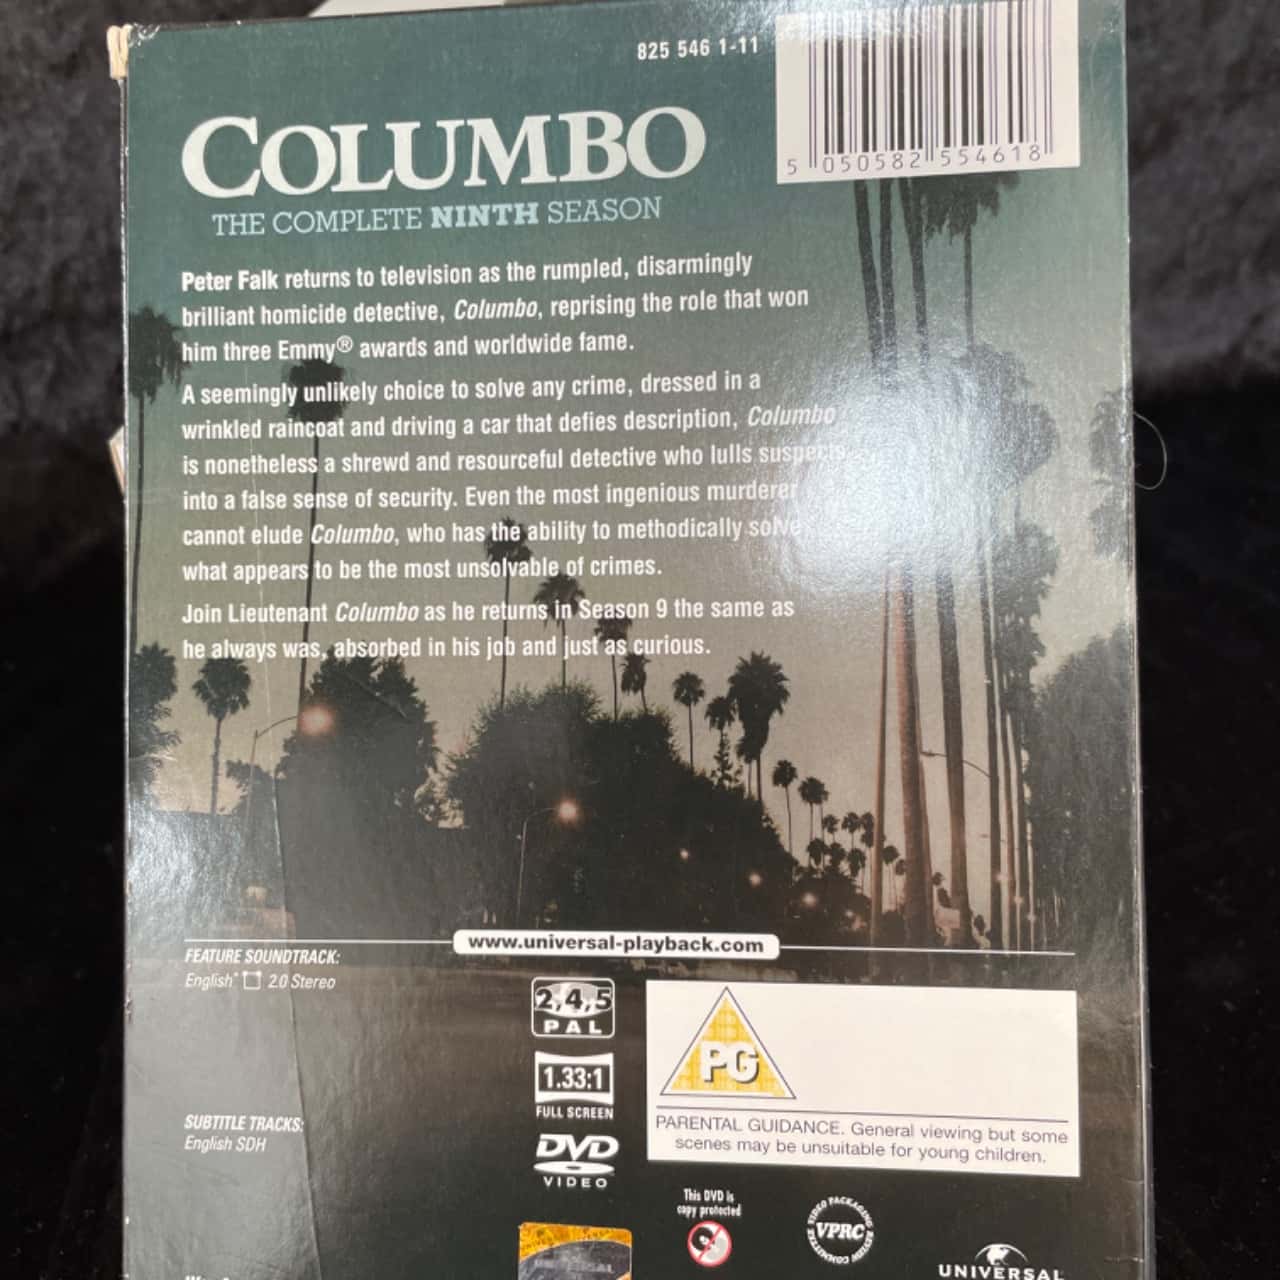 825 546 1-11
5 050582 554618
COLUMBO
THE COMPLETE NINTH SEASON
Peter Falk returns to television as the rumpled, disarmingly
brilliant homicide detective, Columbo, reprising the role that won
him three Emmy® awards and worldwide fame.
A seemingly unlikely choice to solve any crime, dressed in a
wrinkled raincoat and driving a car that defies description, Columbo
is nonetheless a shrewd and resourceful detective who lulls suspects
into a false sense of security. Even the most ingenious murderer
cannot elude Columbo, who has the ability to methodically solve
what appears to be the most unsolvable of crimes.
Join Lieutenant Columbo as he returns in Season 9 the same as
he always was, absorbed in his job and just as curious.
www.universal-playback.com
FEATURE SOUNDTRACK:
English* 2.0 Stereo
SUBTITLE TRACKS:
English SDH
2,4,5
PAL
1.33:1
FULL SCREEN
DVD
VIDEO
PG
PARENTAL GUIDANCE. General viewing but some
scenes may be unsuitable for young children.
This DVD is
copy protected
VIDEO PACKAGING REVIEW COMMITTEE
VPRC
UNIVERSAL
UNIVERSAL